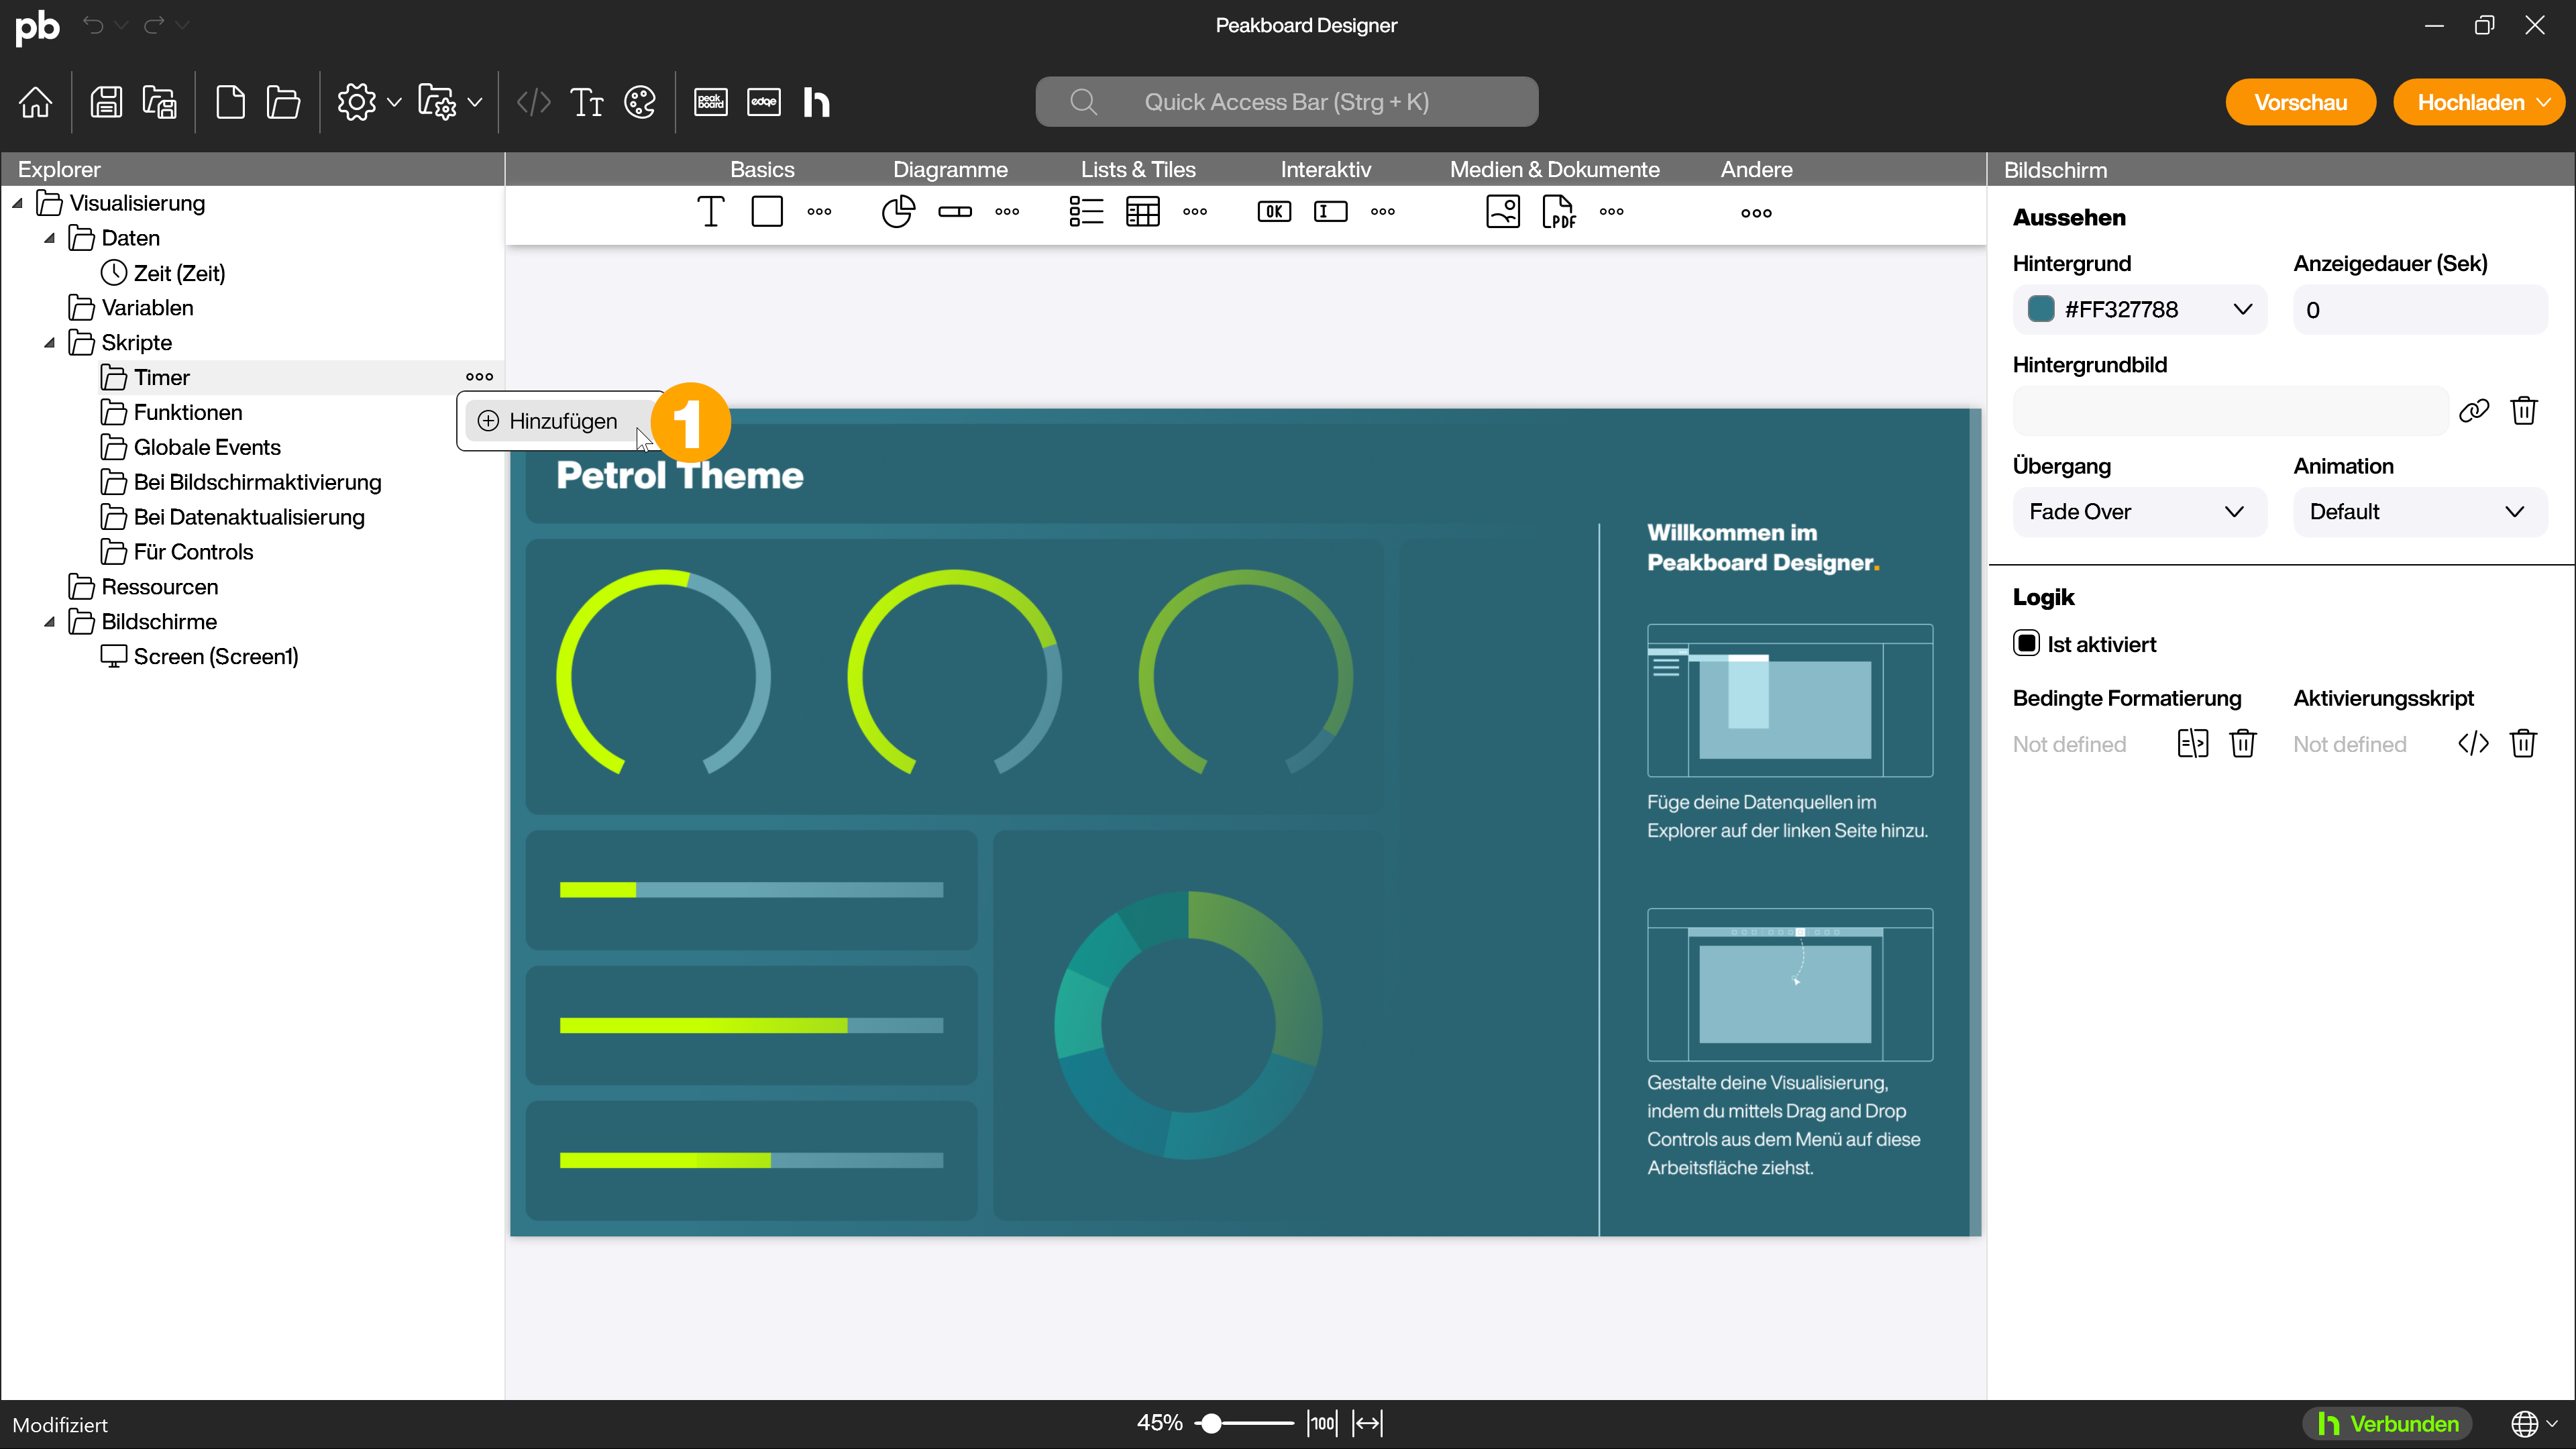 pb
Peakboard Designer
peak
board
edge
h
Quick Access Bar (Strg + K)
Vorschau
Hochladen
Explorer
Basics
Diagramme
Lists & Tiles
Interaktiv
Medien & Dokumente
Andere
Bildschirm
OK
I
PDF
Visualisierung
Daten
Zeit (Zeit)
Variablen
Skripte
Timer
Funktionen
Globale Events
Bei Bildschirmaktivierung
Bei Datenaktualisierung
Für Controls
Ressourcen
Bildschirme
Screen (Screen1)
Hinzufügen
1
Petrol Theme
Willkommen im
Peakboard Designer.
Füge deine Datenquellen im
Explorer auf der linken Seite hinzu.
Gestalte deine Visualisierung,
indem du mittels Drag and Drop
Controls aus dem Menü auf diese
Arbeitsfläche ziehst.
Aussehen
Hintergrund
Anzeigedauer (Sek)
#FF327788
0
Hintergrundbild
Übergang
Animation
Fade Over
Default
Logik
Ist aktiviert
Bedingte Formatierung
Aktivierungsskript
Not defined
Not defined
Modifiziert
45%
100
h Verbunden